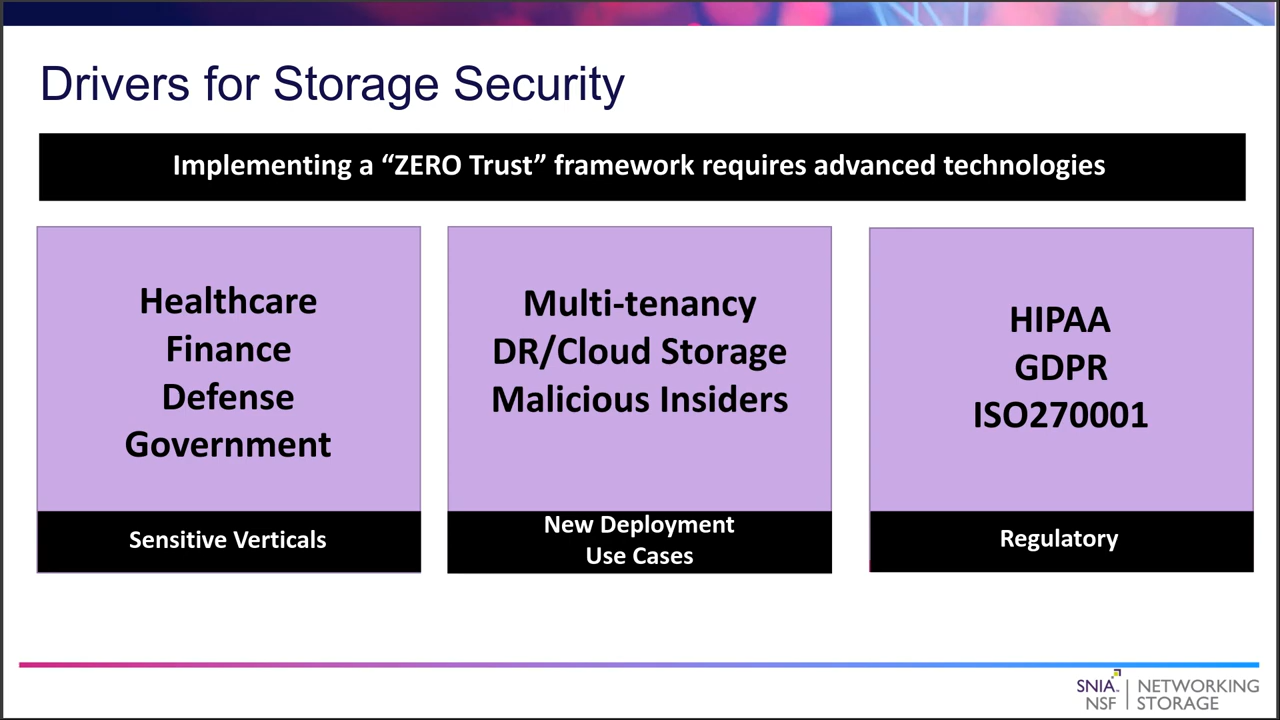 Drivers for Storage Security
Implementing a “ZERO Trust” framework requires advanced technologies
Healthcare
Finance
Defense
Government
Sensitive Verticals
Multi-tenancy
DR/Cloud Storage
Malicious Insiders
New Deployment
Use Cases
HIPAA
GDPR
ISO270001
Regulatory
SNIA™ | NETWORKING
NSF | STORAGE